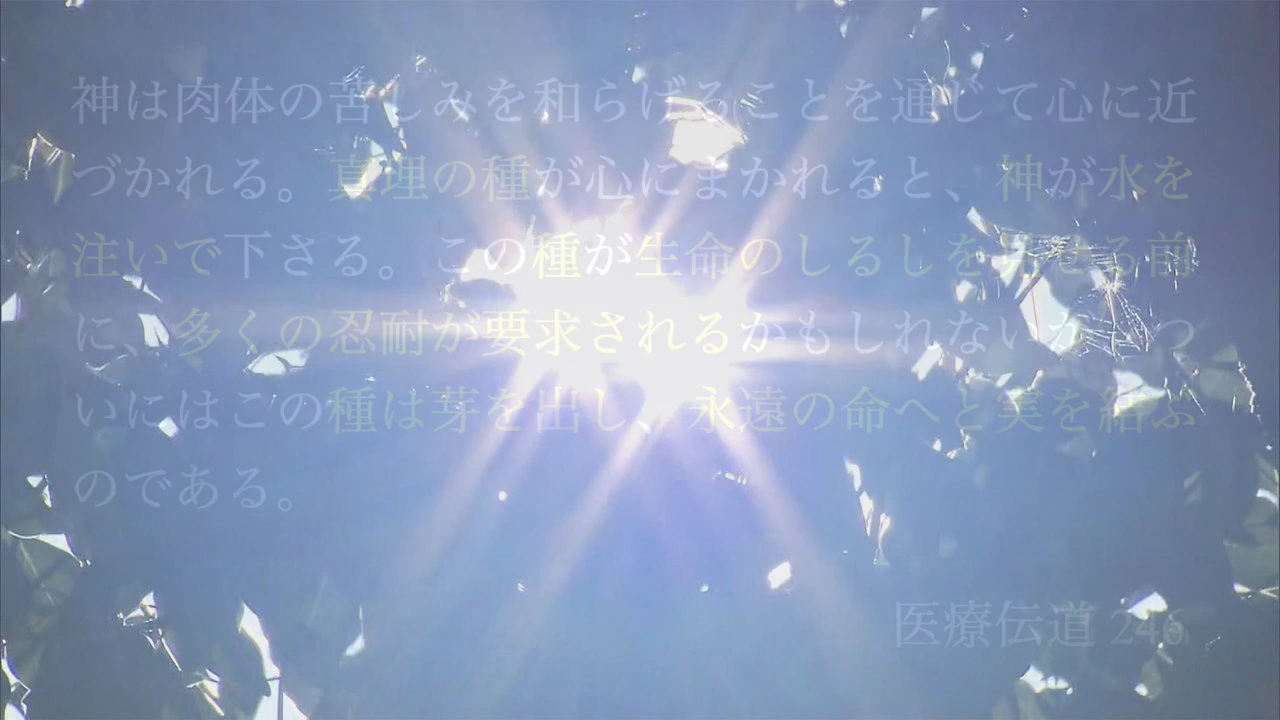 神は肉体の苦しみを和らげることを通じて心に近
づかれる。真理の種が心にまかれると、神が水を
注いで下さる。この種が生命のしるしを見せる前
に、多くの忍耐が要求されるかもしれないが、つ
いにはこの種は芽を出し、永遠の命へと実を結ぶ
のである。
医療伝道